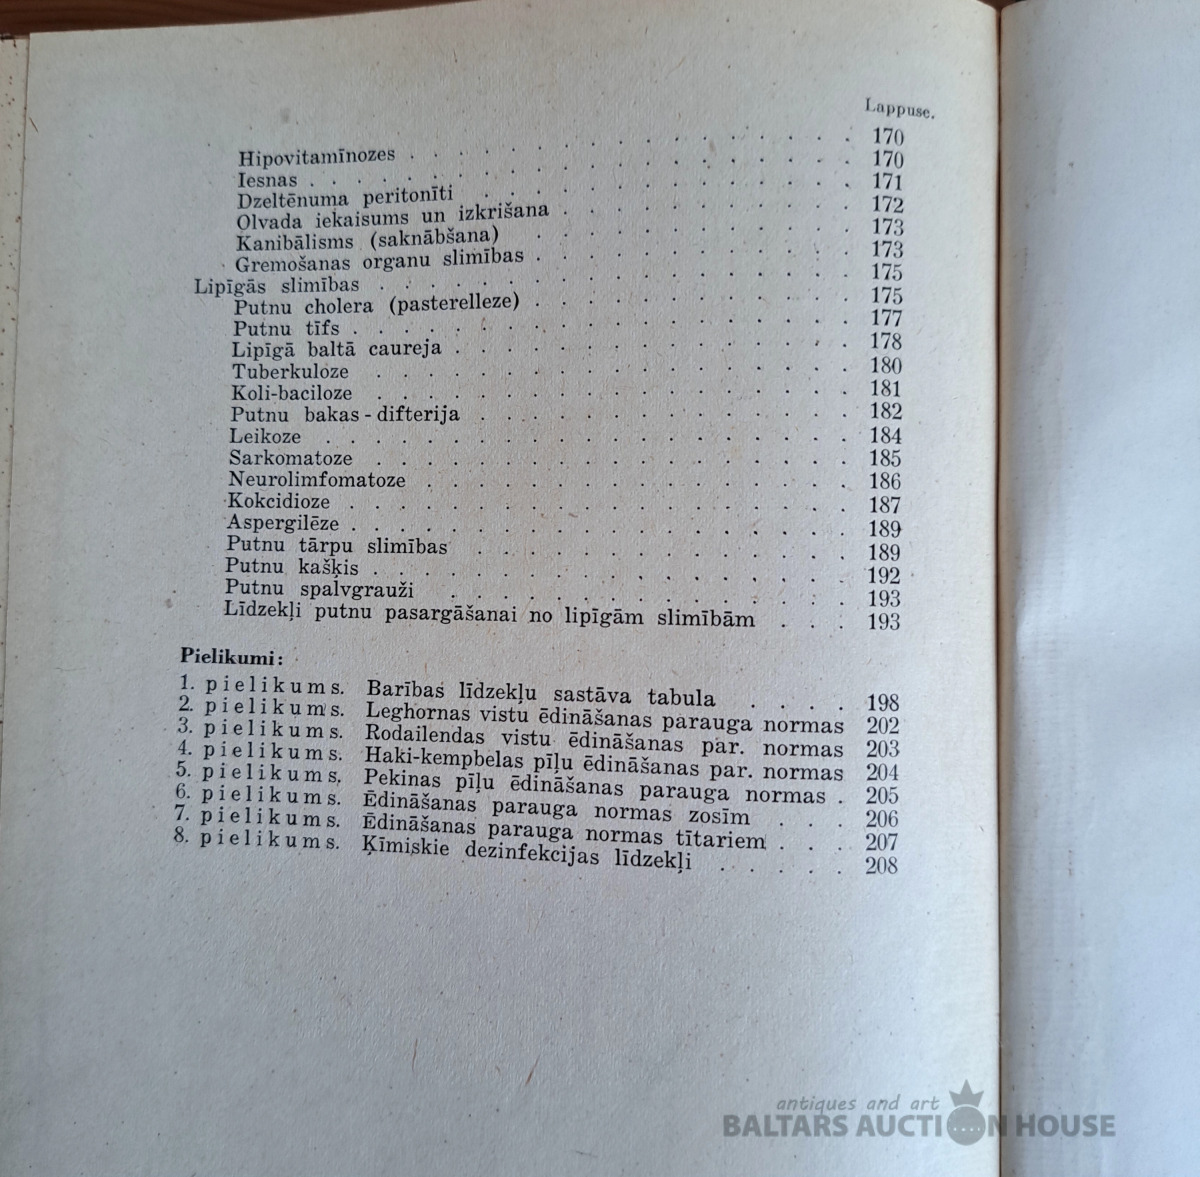 Lappuse.
Hipovitamīnozes . . . . . . . . . . . . . . . . . 170
Iesnas . . . . . . . . . . . . . . . . . . . 170
Dzeltēnuma peritonīti . . . . . . . . . . . . . . 171
Olvada iekaisums un izkrišana . . . . . . . . . . . 172
Kanibālisms (saknābšana) . . . . . . . . . . . . 173
Gremošanas organu slimības . . . . . . . . . . . . 173
Lipīgās slimības . . . . . . . . . . . . . . . . . 175
Putnu cholera (pasterelleze) . . . . . . . . . . . . 175
Putnu tīfs . . . . . . . . . . . . . . . . . . . 177
Lipīgā baltā caureja . . . . . . . . . . . . . . . 178
Tuberkuloze . . . . . . . . . . . . . . . . . . 180
Koli-baciloze . . . . . . . . . . . . . . . . . . 181
Putnu bakas-difterija . . . . . . . . . . . . . . 182
Leikoze . . . . . . . . . . . . . . . . . . . . 184
Sarkomatoze . . . . . . . . . . . . . . . . . . 185
Neurolimfomatoze . . . . . . . . . . . . . . . . 186
Kokcidioze . . . . . . . . . . . . . . . . . . . 187
Aspergilēze . . . . . . . . . . . . . . . . . . . 189
Putnu tārpu slimības . . . . . . . . . . . . . . 189
Putnu kašķis . . . . . . . . . . . . . . . . . . 192
Putnu spalvgrauži . . . . . . . . . . . . . . . 193
Līdzekļi putnu pasargāšanai no lipīgām slimībām . . . 193
Pielikumi:
1. pielikums. Barības līdzekļu sastāva tabula . . . . 198
2. pielikums. Leghornas vistu ēdināšanas parauga normas 202
3. pielikums. Rodailendas vistu ēdināšanas par. normas 203
4. pielikums. Haki-kempbelas pīļu ēdināšanas par. normas 204
5. pielikums. Pekinas pīļu ēdināšanas parauga normas . 205
6. pielikums. Ēdināšanas parauga normas zosīm . . . 206
7. pielikums. Ēdināšanas parauga normas tītariem . . . 207
8. pielikums. Ķīmiskie dezinfekcijas līdzekļi . . . . . 208
antiques and art
BALTARS AUCTION HOUSE